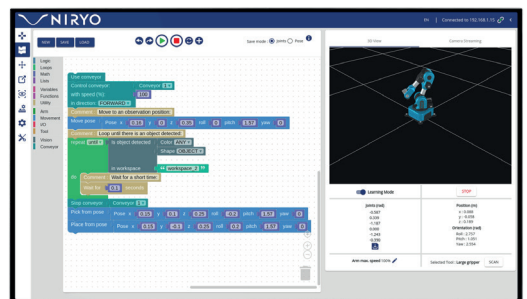 NIRYO
EN | Connected to 192.168.1.15
NEW SAVE LOAD
Save mode: Joints Pose
3D View Camera Streaming
Logic
Loops
Math
Lists
Variables
Functions
Utility
Arm
Movement
I/O
Tool
Vision
Conveyor
Use conveyor
Control conveyor Conveyor 1
with speed (%) 100
in direction: FORWARD
Comment : Move to an observation position
Move pose Pose x 0.16 y 0 z 0.35 roll 0 pitch 1.57 yaw 0
Comment : Loop until there is an object detected
repeat until is object detected Color ANY
Shape OBJECT
in workspace workspace_2
do Comment : Wait for a short time
Wait for 0.1 seconds
Stop conveyor Conveyor 1
Pick from pose Pose x 0.15 y 0.1 z 0.25 roll -0.2 pitch 1.57 yaw 0
Place from pose Pose x 0.15 y -0.1 z 0.25 roll -0.2 pitch 1.57 yaw 0
Learning Mode STOP
Joints (rad) Position (m)
Orientation (rad)
Arm max. speed 100% Selected Tool : Large gripper SCAN